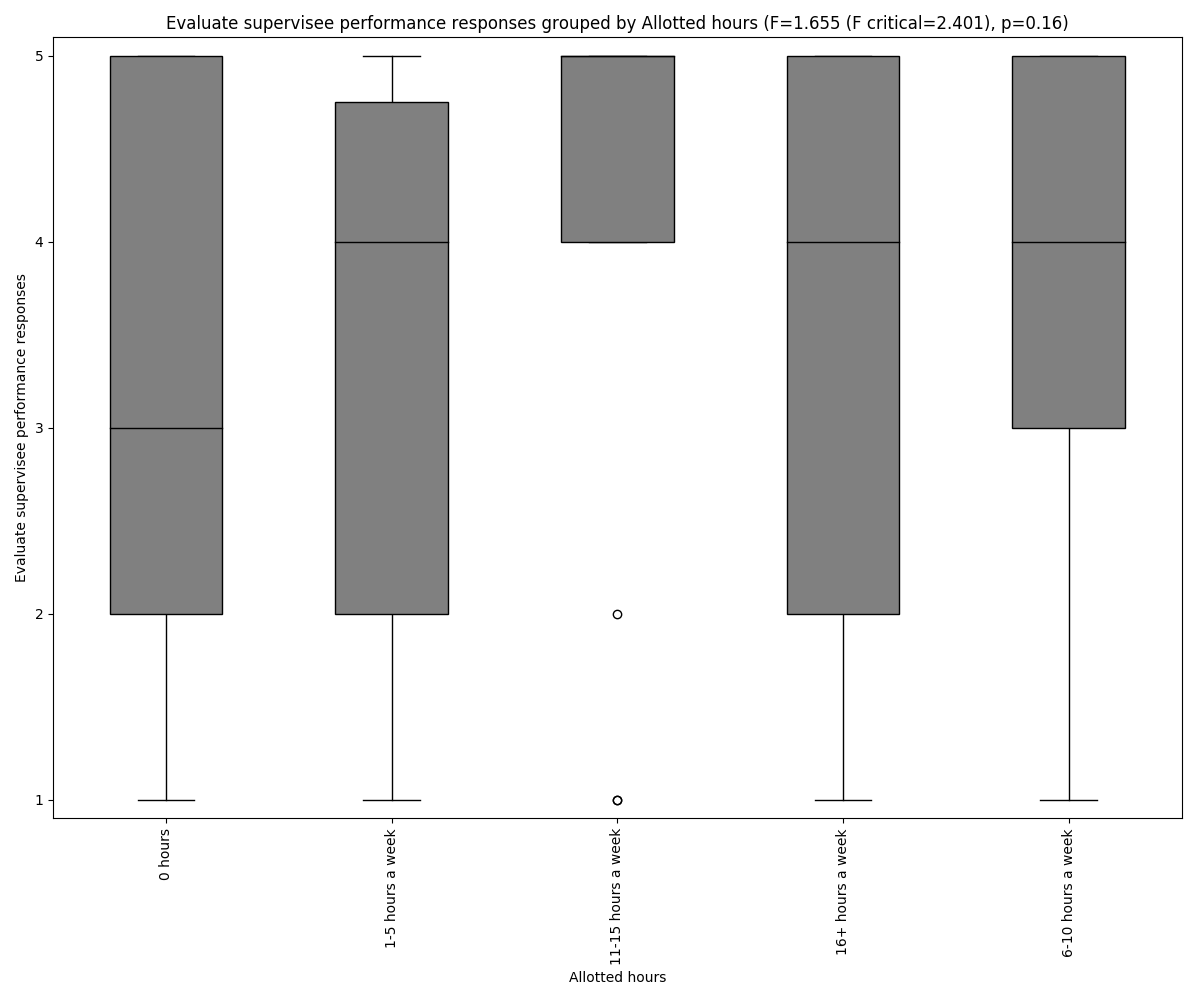 Evaluate supervisee performance responses grouped by Allotted hours (F=1.655 (F critical=2.401), p=0.16)
Evaluate supervisee performance responses
5
4
3
2
1
0 hours
1-5 hours a week
11-15 hours a week
16+ hours a week
6-10 hours a week
Allotted hours